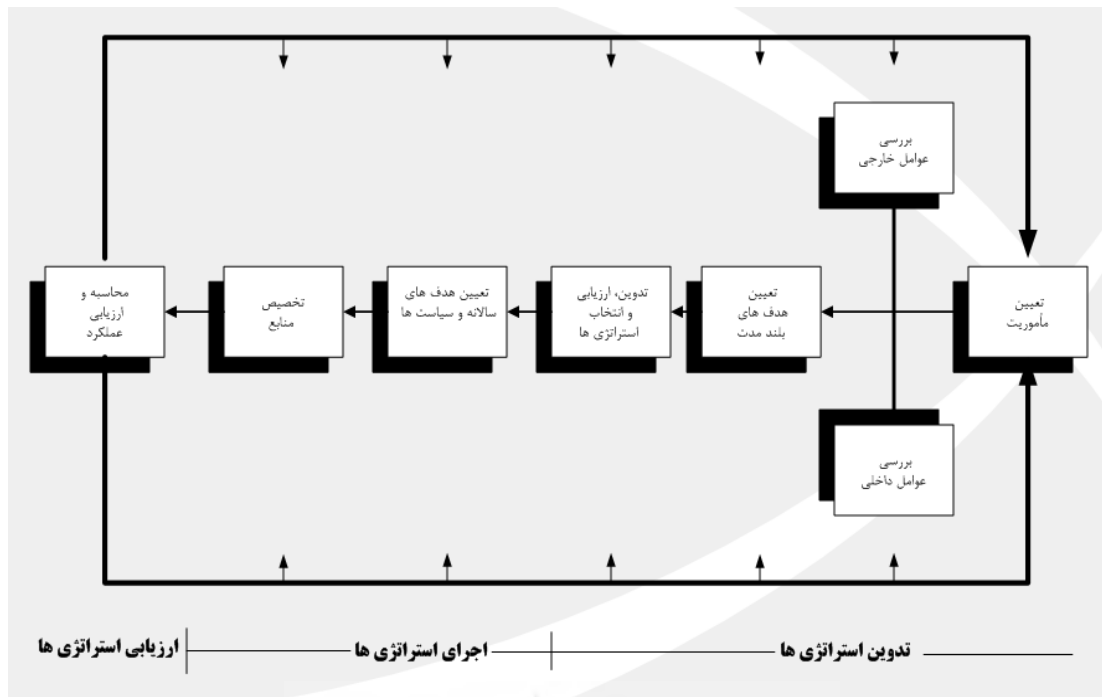 بررسی
عوامل خارجی
تعیین
مأموریت
تعیین
هدف های
بلند مدت
تدوین، ارزیابی
و انتخاب
استراتژی ها
تعیین هدف های
سالانه و سیاست ها
تخصیص
منابع
محاسبه و
ارزیابی
عملکرد
بررسی
عوامل داخلی
تدوین استراتژی ها
اجرای استراتژی ها
ارزیابی استراتژی ها